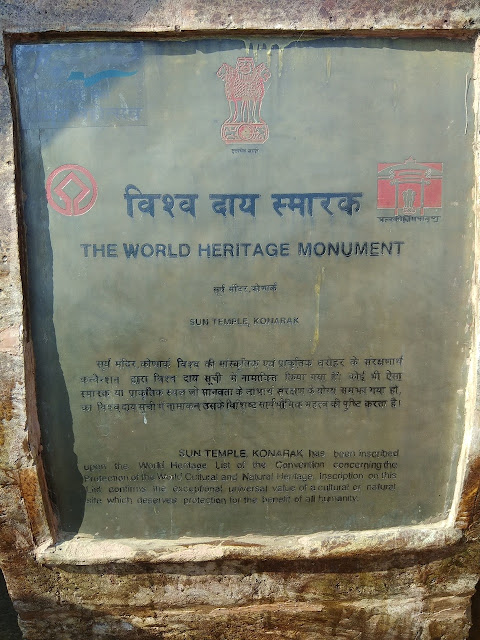 विश्व दाय स्मारक
THE WORLD HERITAGE MONUMENT
सूर्य मंदिर, कोणार्क
SUN TEMPLE, KONARAK
सूर्य मंदिर, कोणार्क विश्व की सांस्कृतिक एवं प्राकृतिक धरोहर के संरक्षणार्थ
कन्वेन्शन द्वारा विश्व दाय सूची में नामांकित किया गया है। कोई भी ऐसा
स्मारक या प्राकृतिक स्थल जो मानवता के लाभार्थ संरक्षण के योग्य समझा गया हो,
का विश्व दाय सूची में नामांकन उसके विशिष्ट सार्वभौमिक महत्व की पुष्टि करता है।
SUN TEMPLE, KONARAK has been inscribed
upon the World Heritage List of the Convention concerning the
Protection of the World Cultural and Natural Heritage. Inscription on this
List confirms the exceptional universal value of a cultural or natural
site which deserves protection for the benefit of all humanity.